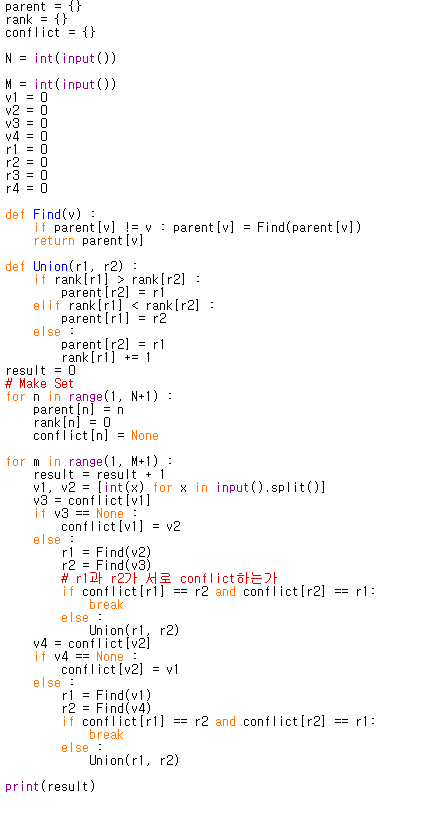 parent = {}
rank = {}
conflict = {}

N = int(input())

M = int(input())
v1 = 0
v2 = 0
v3 = 0
v4 = 0
r1 = 0
r2 = 0
r3 = 0
r4 = 0

def Find(v) :
    if parent[v] != v : parent[v] = Find(parent[v])
    return parent[v]

def Union(r1, r2) :
    if rank[r1] > rank[r2] :
        parent[r2] = r1
    elif rank[r1] < rank[r2] :
        parent[r1] = r2
    else :
        parent[r2] = r1
        rank[r1] += 1
result = 0
# Make Set
for n in range(1, N+1) :
    parent[n] = n
    rank[n] = 0
    conflict[n] = None

for m in range(1, M+1) :
    result = result + 1
    v1, v2 = [int(x) for x in input().split()]
    v3 = conflict[v1]
    if v3 == None :
        conflict[v1] = v2
    else :
        r1 = Find(v2)
        r2 = Find(v3)
        # r1과 r2가 서로 conflict하는가
        if conflict[r1] == r2 and conflict[r2] == r1:
            break
        else :
            Union(r1, r2)
    v4 = conflict[v2]
    if v4 == None :
        conflict[v2] = v1
    else :
        r1 = Find(v1)
        r2 = Find(v4)
        if conflict[r1] == r2 and conflict[r2] == r1:
            break
        else :
            Union(r1, r2)

print(result)